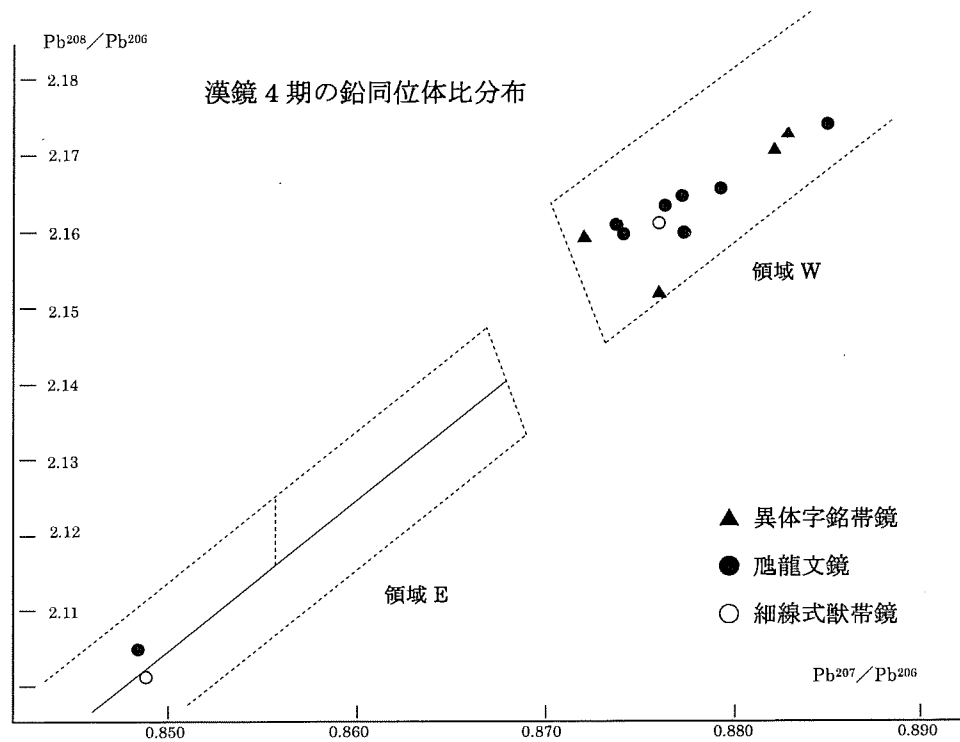 Pb²⁰⁸／Pb²⁰⁶
漢鏡４期の鉛同位体比分布
2.18
2.17
2.16
2.15
2.14
2.13
2.12
2.11
領域 W
領域 E
異体字銘帯鏡
虺龍文鏡
細線式獣帯鏡
Pb²⁰⁷／Pb²⁰⁶
0.850
0.860
0.870
0.880
0.890